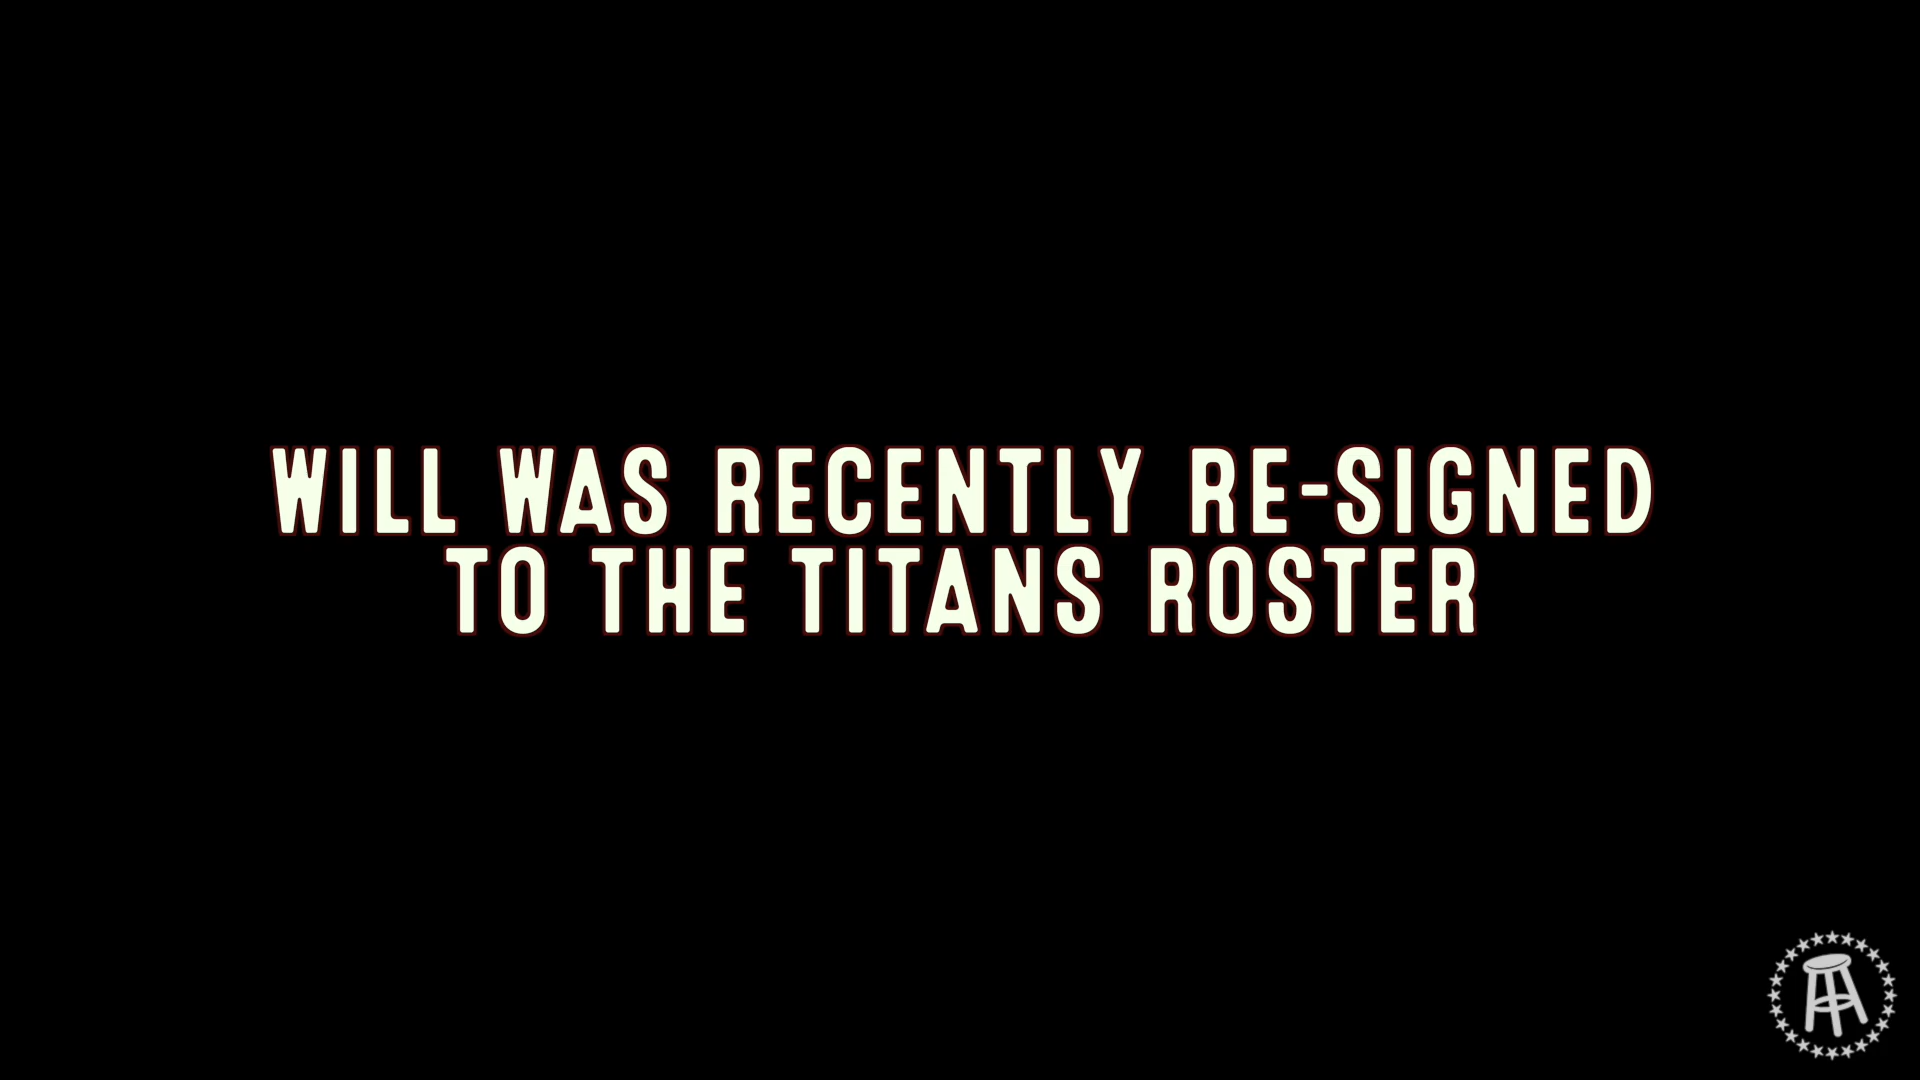 WILL WAS RECENTLY RE-SIGNED
TO THE TITANS ROSTER